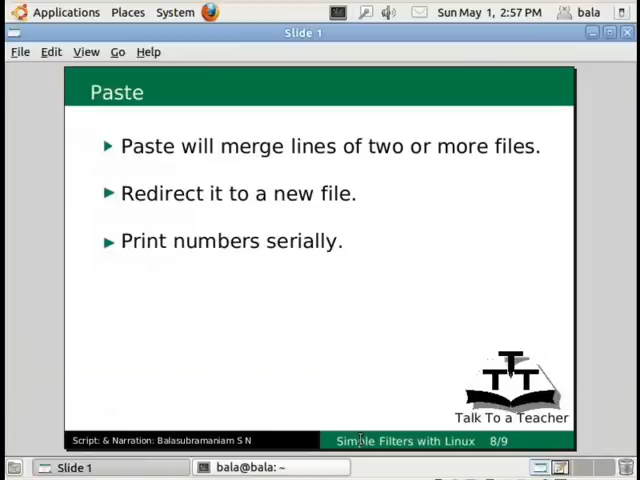 Applications Places System Sun May 1, 2:57 PM bala
Slide 1
File Edit View Go Help
Paste
Paste will merge lines of two or more files.
Redirect it to a new file.
Print numbers serially.
T T T
Talk To a Teacher
Script: & Narration: Balasubramaniam S N Simple Filters with Linux 8/9
Slide 1 bala@bala: ~